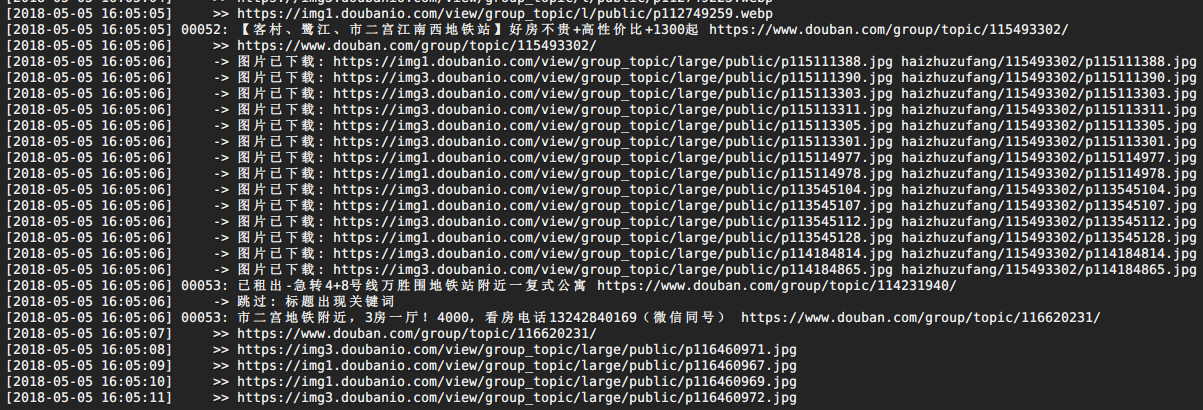 [2018-05-05 16:05:05] >> https://img1.doubanio.com/view/group_topic/l/public/p112749259.webp
[2018-05-05 16:05:05] 00052: 【客村、鹭江、市二宫江南西地铁站】好房不贵+高性价比+1300起 https://www.douban.com/group/topic/115493302/
[2018-05-05 16:05:06] >> https://www.douban.com/group/topic/115493302/
[2018-05-05 16:05:06] -> 图片已下载: https://img1.doubanio.com/view/group_topic/large/public/p115111388.jpg haizhuzufang/115493302/p115111388.jpg
[2018-05-05 16:05:06] -> 图片已下载: https://img1.doubanio.com/view/group_topic/large/public/p115111390.jpg haizhuzufang/115493302/p115111390.jpg
[2018-05-05 16:05:06] -> 图片已下载: https://img3.doubanio.com/view/group_topic/large/public/p115113303.jpg haizhuzufang/115493302/p115113303.jpg
[2018-05-05 16:05:06] -> 图片已下载: https://img3.doubanio.com/view/group_topic/large/public/p115113311.jpg haizhuzufang/115493302/p115113311.jpg
[2018-05-05 16:05:06] -> 图片已下载: https://img3.doubanio.com/view/group_topic/large/public/p115113305.jpg haizhuzufang/115493302/p115113305.jpg
[2018-05-05 16:05:06] -> 图片已下载: https://img3.doubanio.com/view/group_topic/large/public/p115113301.jpg haizhuzufang/115493302/p115113301.jpg
[2018-05-05 16:05:06] -> 图片已下载: https://img1.doubanio.com/view/group_topic/large/public/p115114977.jpg haizhuzufang/115493302/p115114977.jpg
[2018-05-05 16:05:06] -> 图片已下载: https://img1.doubanio.com/view/group_topic/large/public/p115114978.jpg haizhuzufang/115493302/p115114978.jpg
[2018-05-05 16:05:06] -> 图片已下载: https://img3.doubanio.com/view/group_topic/large/public/p113545104.jpg haizhuzufang/115493302/p113545104.jpg
[2018-05-05 16:05:06] -> 图片已下载: https://img1.doubanio.com/view/group_topic/large/public/p113545107.jpg haizhuzufang/115493302/p113545107.jpg
[2018-05-05 16:05:06] -> 图片已下载: https://img3.doubanio.com/view/group_topic/large/public/p113545112.jpg haizhuzufang/115493302/p113545112.jpg
[2018-05-05 16:05:06] -> 图片已下载: https://img1.doubanio.com/view/group_topic/large/public/p113545128.jpg haizhuzufang/115493302/p113545128.jpg
[2018-05-05 16:05:06] -> 图片已下载: https://img3.doubanio.com/view/group_topic/large/public/p114184814.jpg haizhuzufang/115493302/p114184814.jpg
[2018-05-05 16:05:06] -> 图片已下载: https://img3.doubanio.com/view/group_topic/large/public/p114184865.jpg haizhuzufang/115493302/p114184865.jpg
[2018-05-05 16:05:06] 00053: 已租出-急转4+8号线万胜围地铁站附近一复式公寓 https://www.douban.com/group/topic/114231940/
[2018-05-05 16:05:06] -> 跳过: 标题出现关键词
[2018-05-05 16:05:06] 00053: 市二宫地铁附近，3房一厅！4000，看房电话13242840169（微信同号） https://www.douban.com/group/topic/116620231/
[2018-05-05 16:05:07] >> https://www.douban.com/group/topic/116620231/
[2018-05-05 16:05:08] >> https://img3.doubanio.com/view/group_topic/large/public/p116460971.jpg
[2018-05-05 16:05:09] >> https://img1.doubanio.com/view/group_topic/large/public/p116460967.jpg
[2018-05-05 16:05:10] >> https://img1.doubanio.com/view/group_topic/large/public/p116460969.jpg
[2018-05-05 16:05:11] >> https://img3.doubanio.com/view/group_topic/large/public/p116460972.jpg